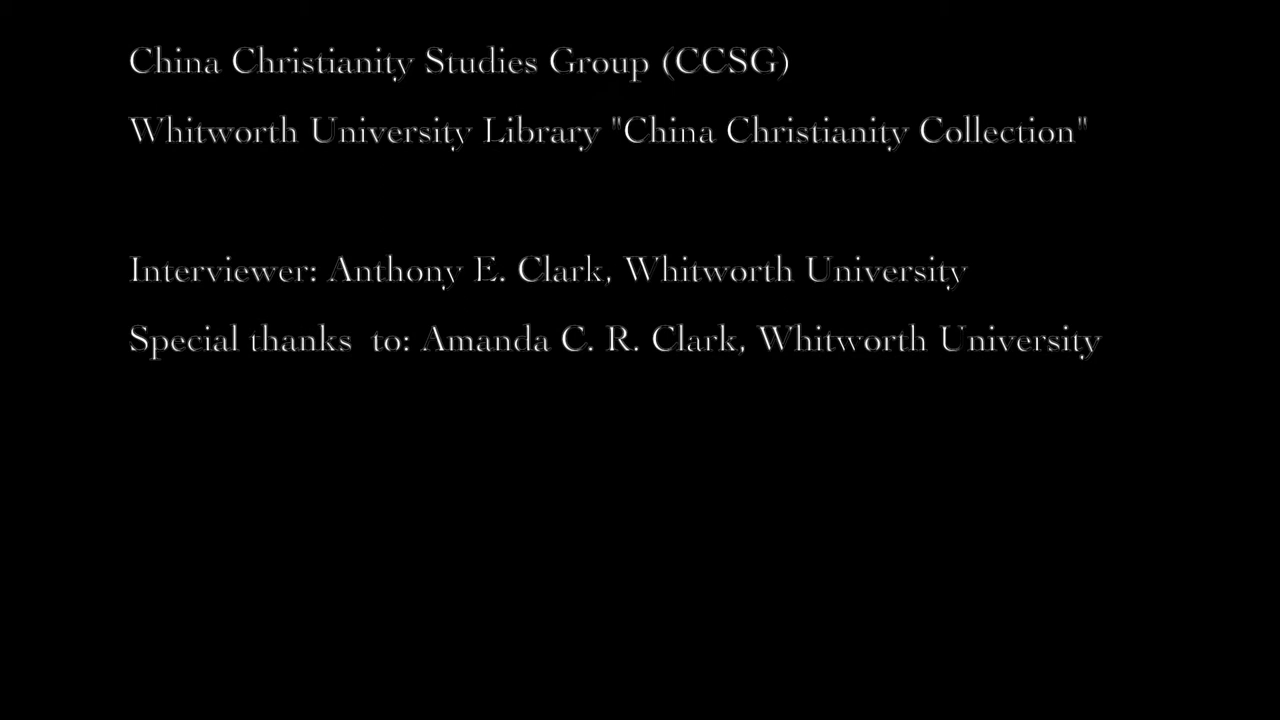 China Christianity Studies Group (CCSG)
Whitworth University Library "China Christianity Collection"
Interviewer: Anthony E. Clark, Whitworth University
Special thanks  to: Amanda C. R. Clark, Whitworth University